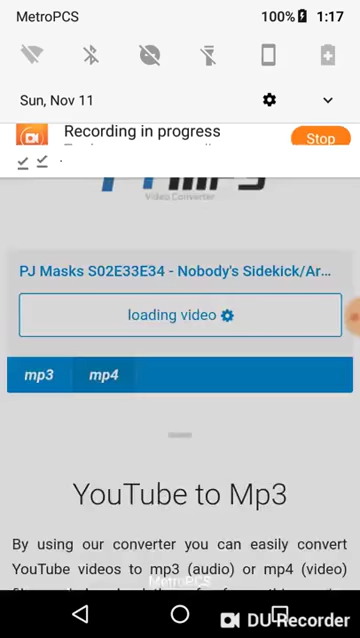 MetroPCS
100% 1:17
Sun, Nov 11
Recording in progress
Stop
Video Converter
PJ Masks S02E33E34 - Nobody's Sidekick/Ar...
loading video
mp3 mp4
YouTube to Mp3
By using our converter you can easily convert
YouTube videos to mp3 (audio) or mp4 (video)
MetroPCS
DU Recorder